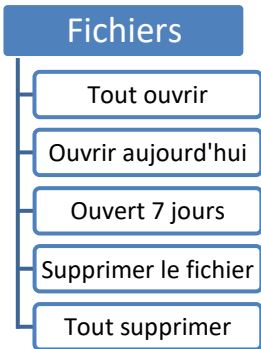 Fichiers
Tout ouvrir
Ouvrir aujourd'hui
Ouvert 7 jours
Supprimer le fichier
Tout supprimer